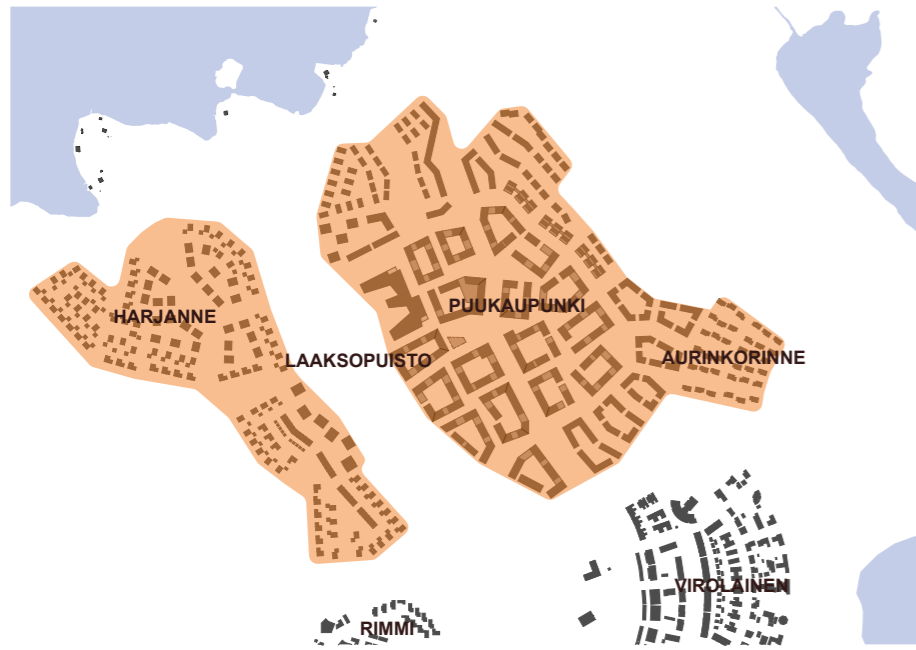 PUUKAUPUNKI
HARJANNE
LAAKSOPUISTO
AURINKORINNE
VIROLAINEN
RIMMI